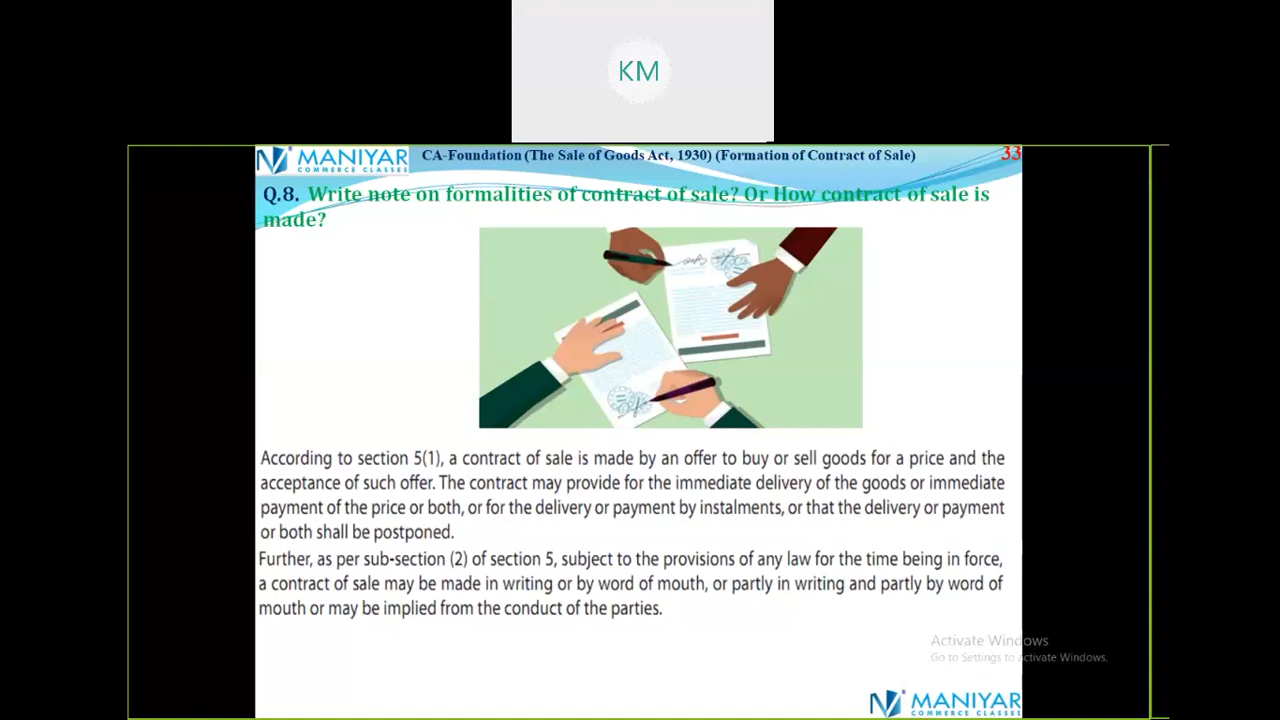 KM
MANIYAR
COMMERCE CLASSES
CA-Foundation (The Sale of Goods Act, 1930) (Formation of Contract of Sale)
33
Q.8. Write note on formalities of contract of sale? Or How contract of sale is
made?
According to section 5(1), a contract of sale is made by an offer to buy or sell goods for a price and the
acceptance of such offer. The contract may provide for the immediate delivery of the goods or immediate
payment of the price or both, or for the delivery or payment by instalments, or that the delivery or payment
or both shall be postponed.
Further, as per sub-section (2) of section 5, subject to the provisions of any law for the time being in force,
a contract of sale may be made in writing or by word of mouth, or partly in writing and partly by word of
mouth or may be implied from the conduct of the parties.
Activate Windows
Go to Settings to activate Windows.
MANIYAR
COMMERCE CLASSES